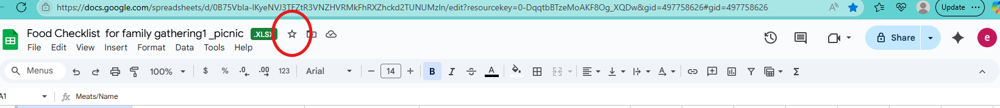 https://docs.google.com/spreadsheets/d/0B75Vbla-IKyeNVJ3TFZtR3VNZHVRMkFhRXZhckd2TUNUMzln/edit?resourcekey=0-DqqtbBTzeMoAKF8Og_XQDw&gid=497758626#gid=497758626
Update
Food Checklist for family gathering1 _picnic .XLSX
File Edit View Insert Format Data Tools Help
Share
e
Menus 100% $ % .0 .00 123 Arial 14 B I S A Σ
A1 fx Meats/Name